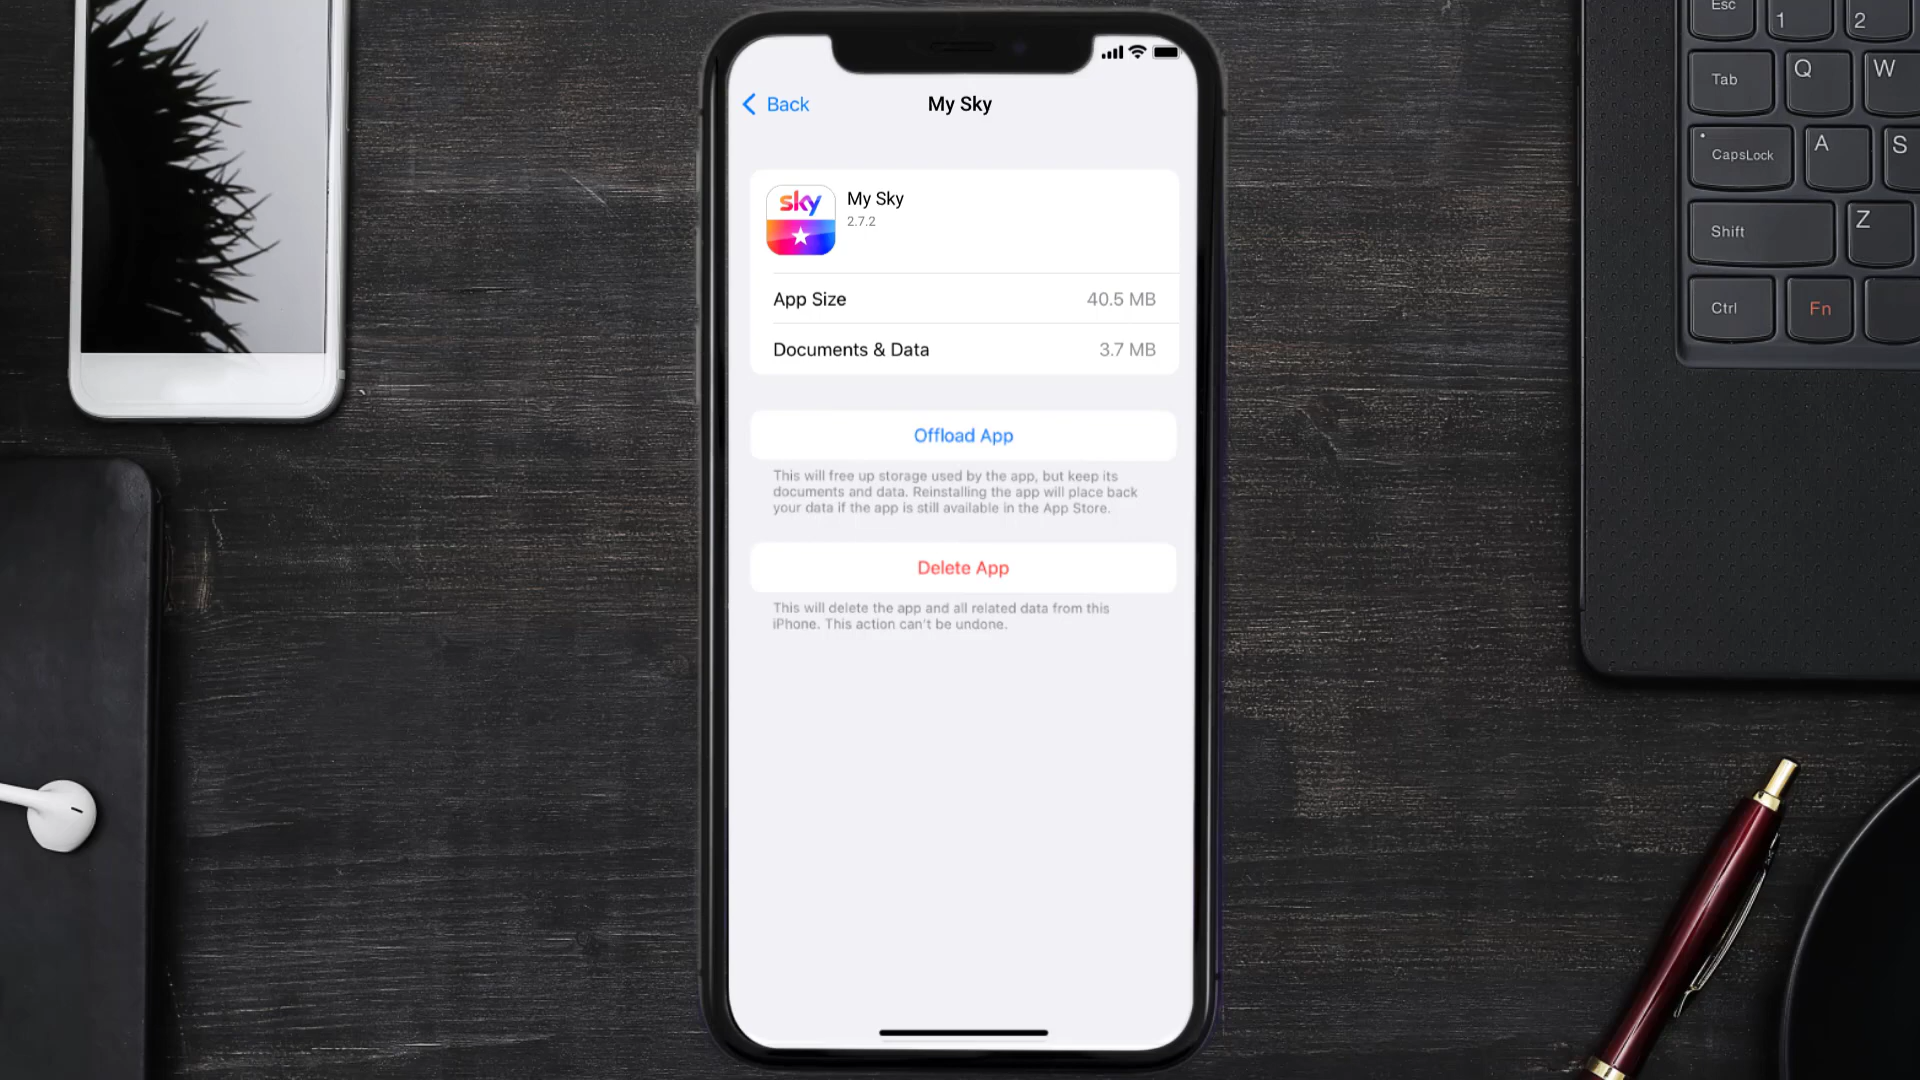 Back
My Sky
sky
My Sky
2.7.2
App Size
40.5 MB
Documents & Data
3.7 MB
Offload App
This will free up storage used by the app, but keep its
documents and data. Reinstalling the app will place back
your data if the app is still available in the App Store.
Delete App
This will delete the app and all related data from this
iPhone. This action can't be undone.
Esc
1
2
Tab
Q
W
CapsLock
A
S
Shift
Z
Ctrl
Fn